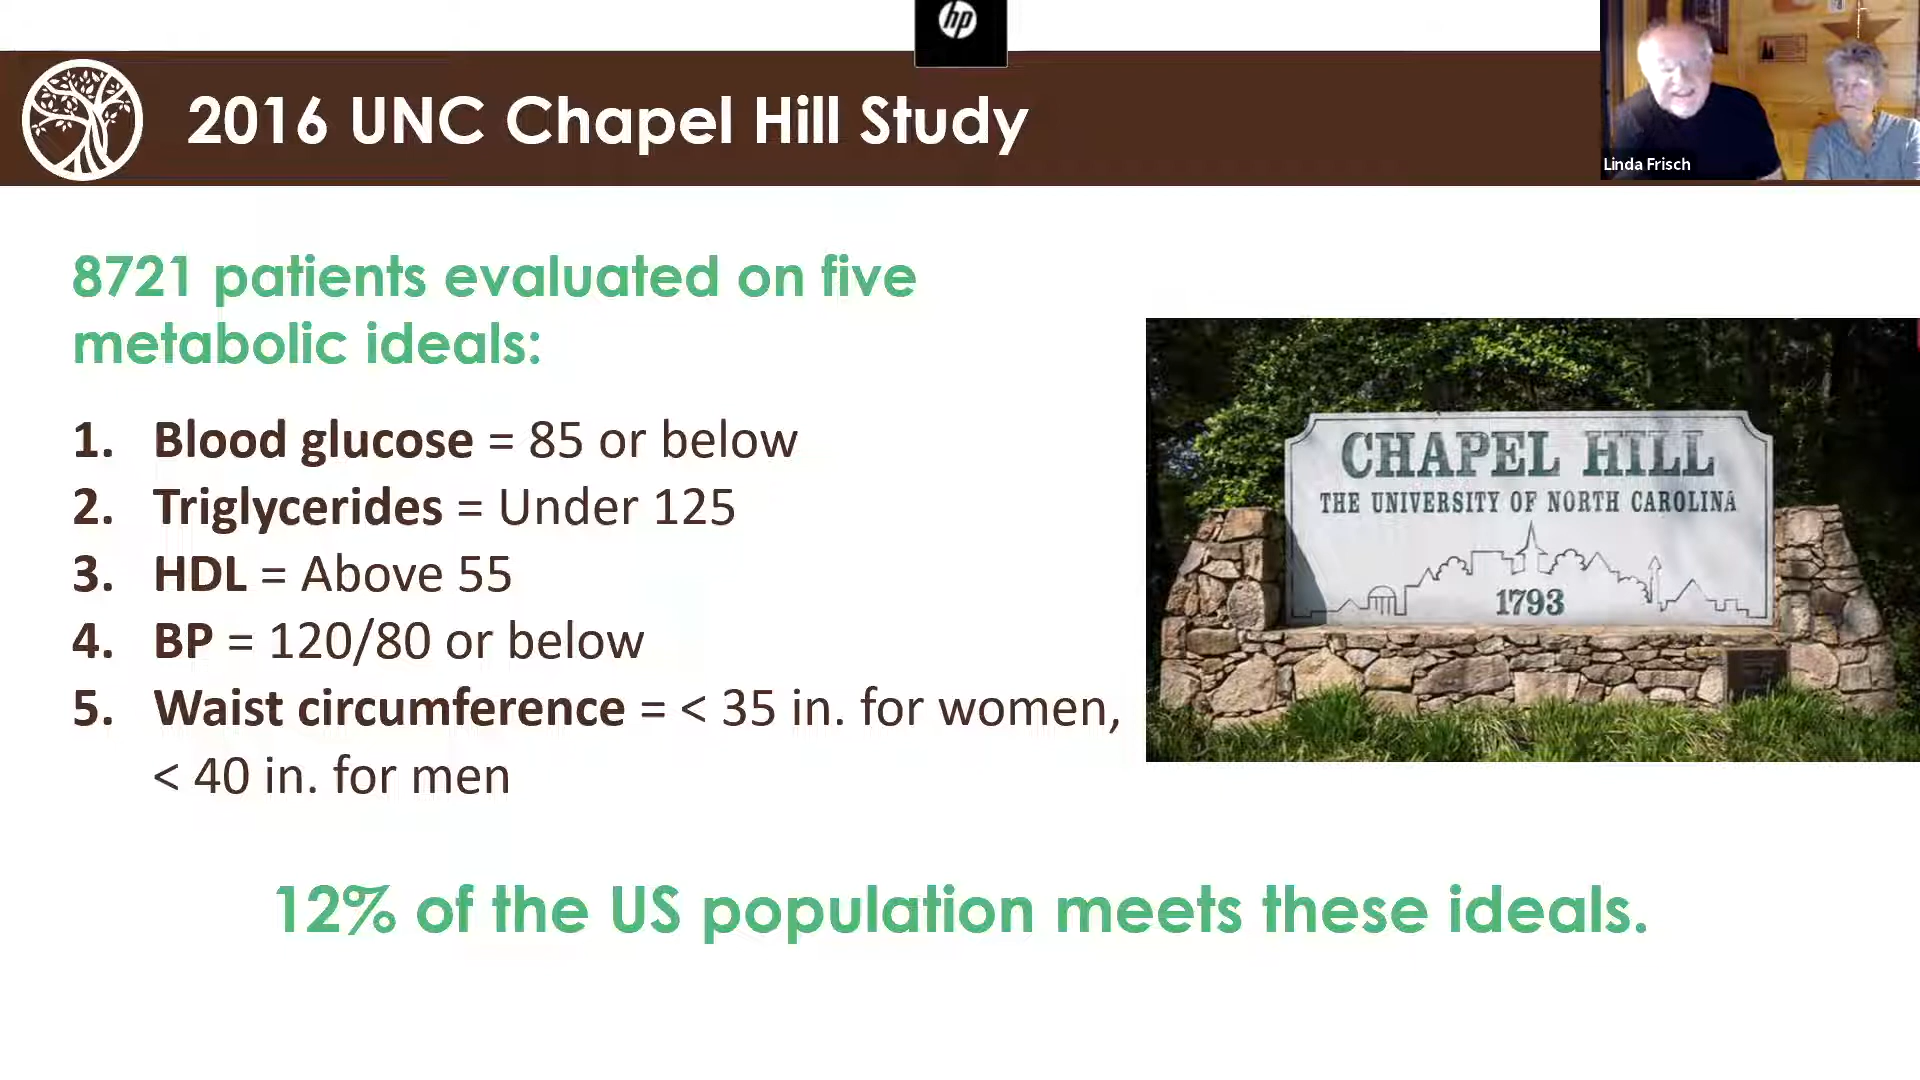 hp
2016 UNC Chapel Hill Study
Linda Frisch
8721 patients evaluated on five
metabolic ideals:
1. Blood glucose = 85 or below
2. Triglycerides = Under 125
3. HDL = Above 55
4. BP = 120/80 or below
5. Waist circumference = < 35 in. for women,
< 40 in. for men
CHAPEL HILL
THE UNIVERSITY OF NORTH CAROLINA
1793
12% of the US population meets these ideals.